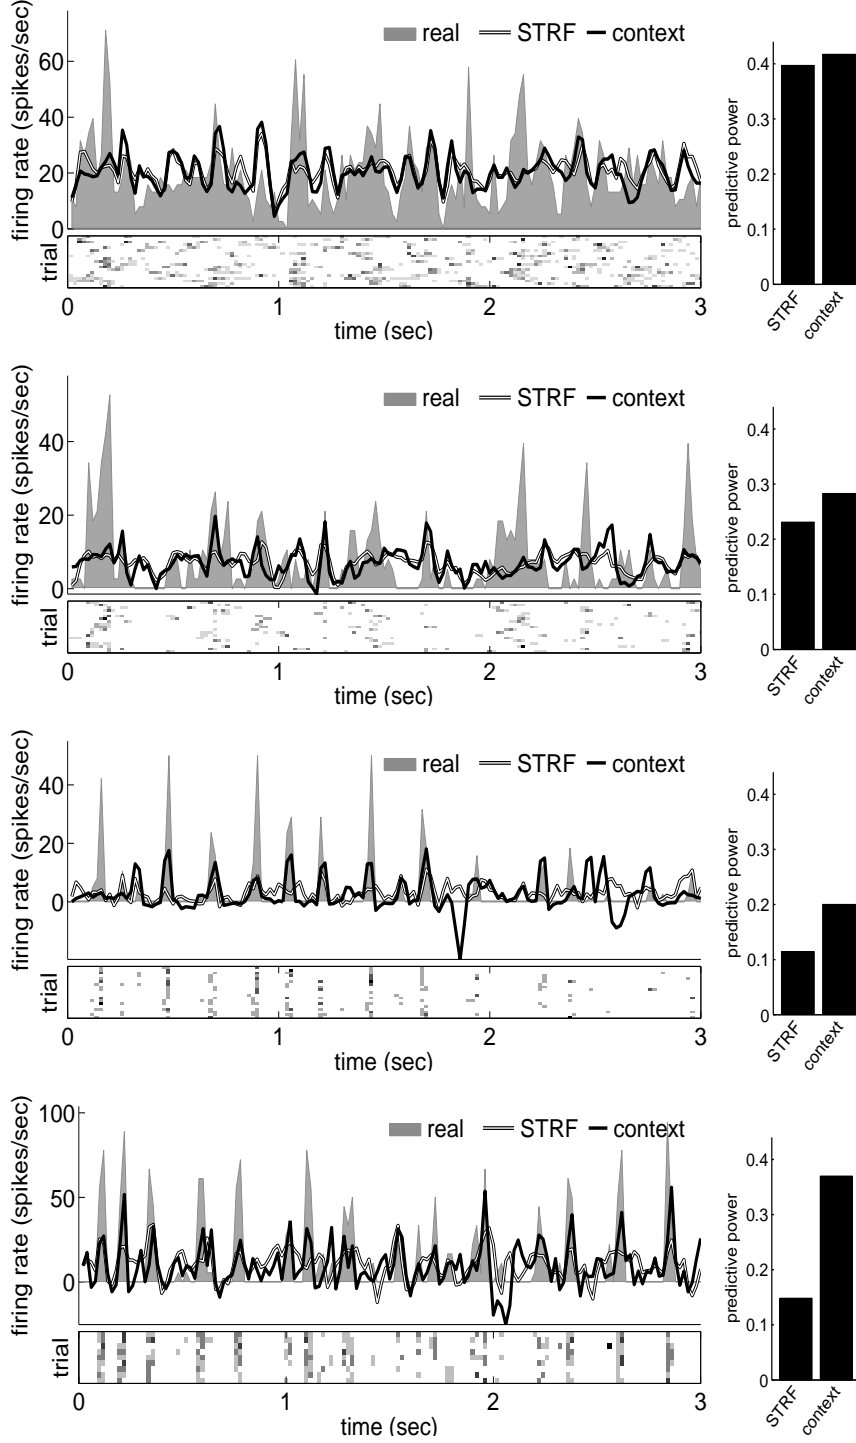 real STRF context
firing rate (spikes/sec)
60
40
20
0
trial
0 1 2 3
time (sec)
predictive power
0.4
0.3
0.2
0.1
0
STRF
context
real STRF context
firing rate (spikes/sec)
40
20
0
trial
0 1 2 3
time (sec)
predictive power
0.4
0.3
0.2
0.1
0
STRF
context
real STRF context
firing rate (spikes/sec)
40
20
0
trial
0 1 2 3
time (sec)
predictive power
0.4
0.3
0.2
0.1
0
STRF
context
real STRF context
firing rate (spikes/sec)
100
50
0
trial
0 1 2 3
time (sec)
predictive power
0.4
0.3
0.2
0.1
0
STRF
context